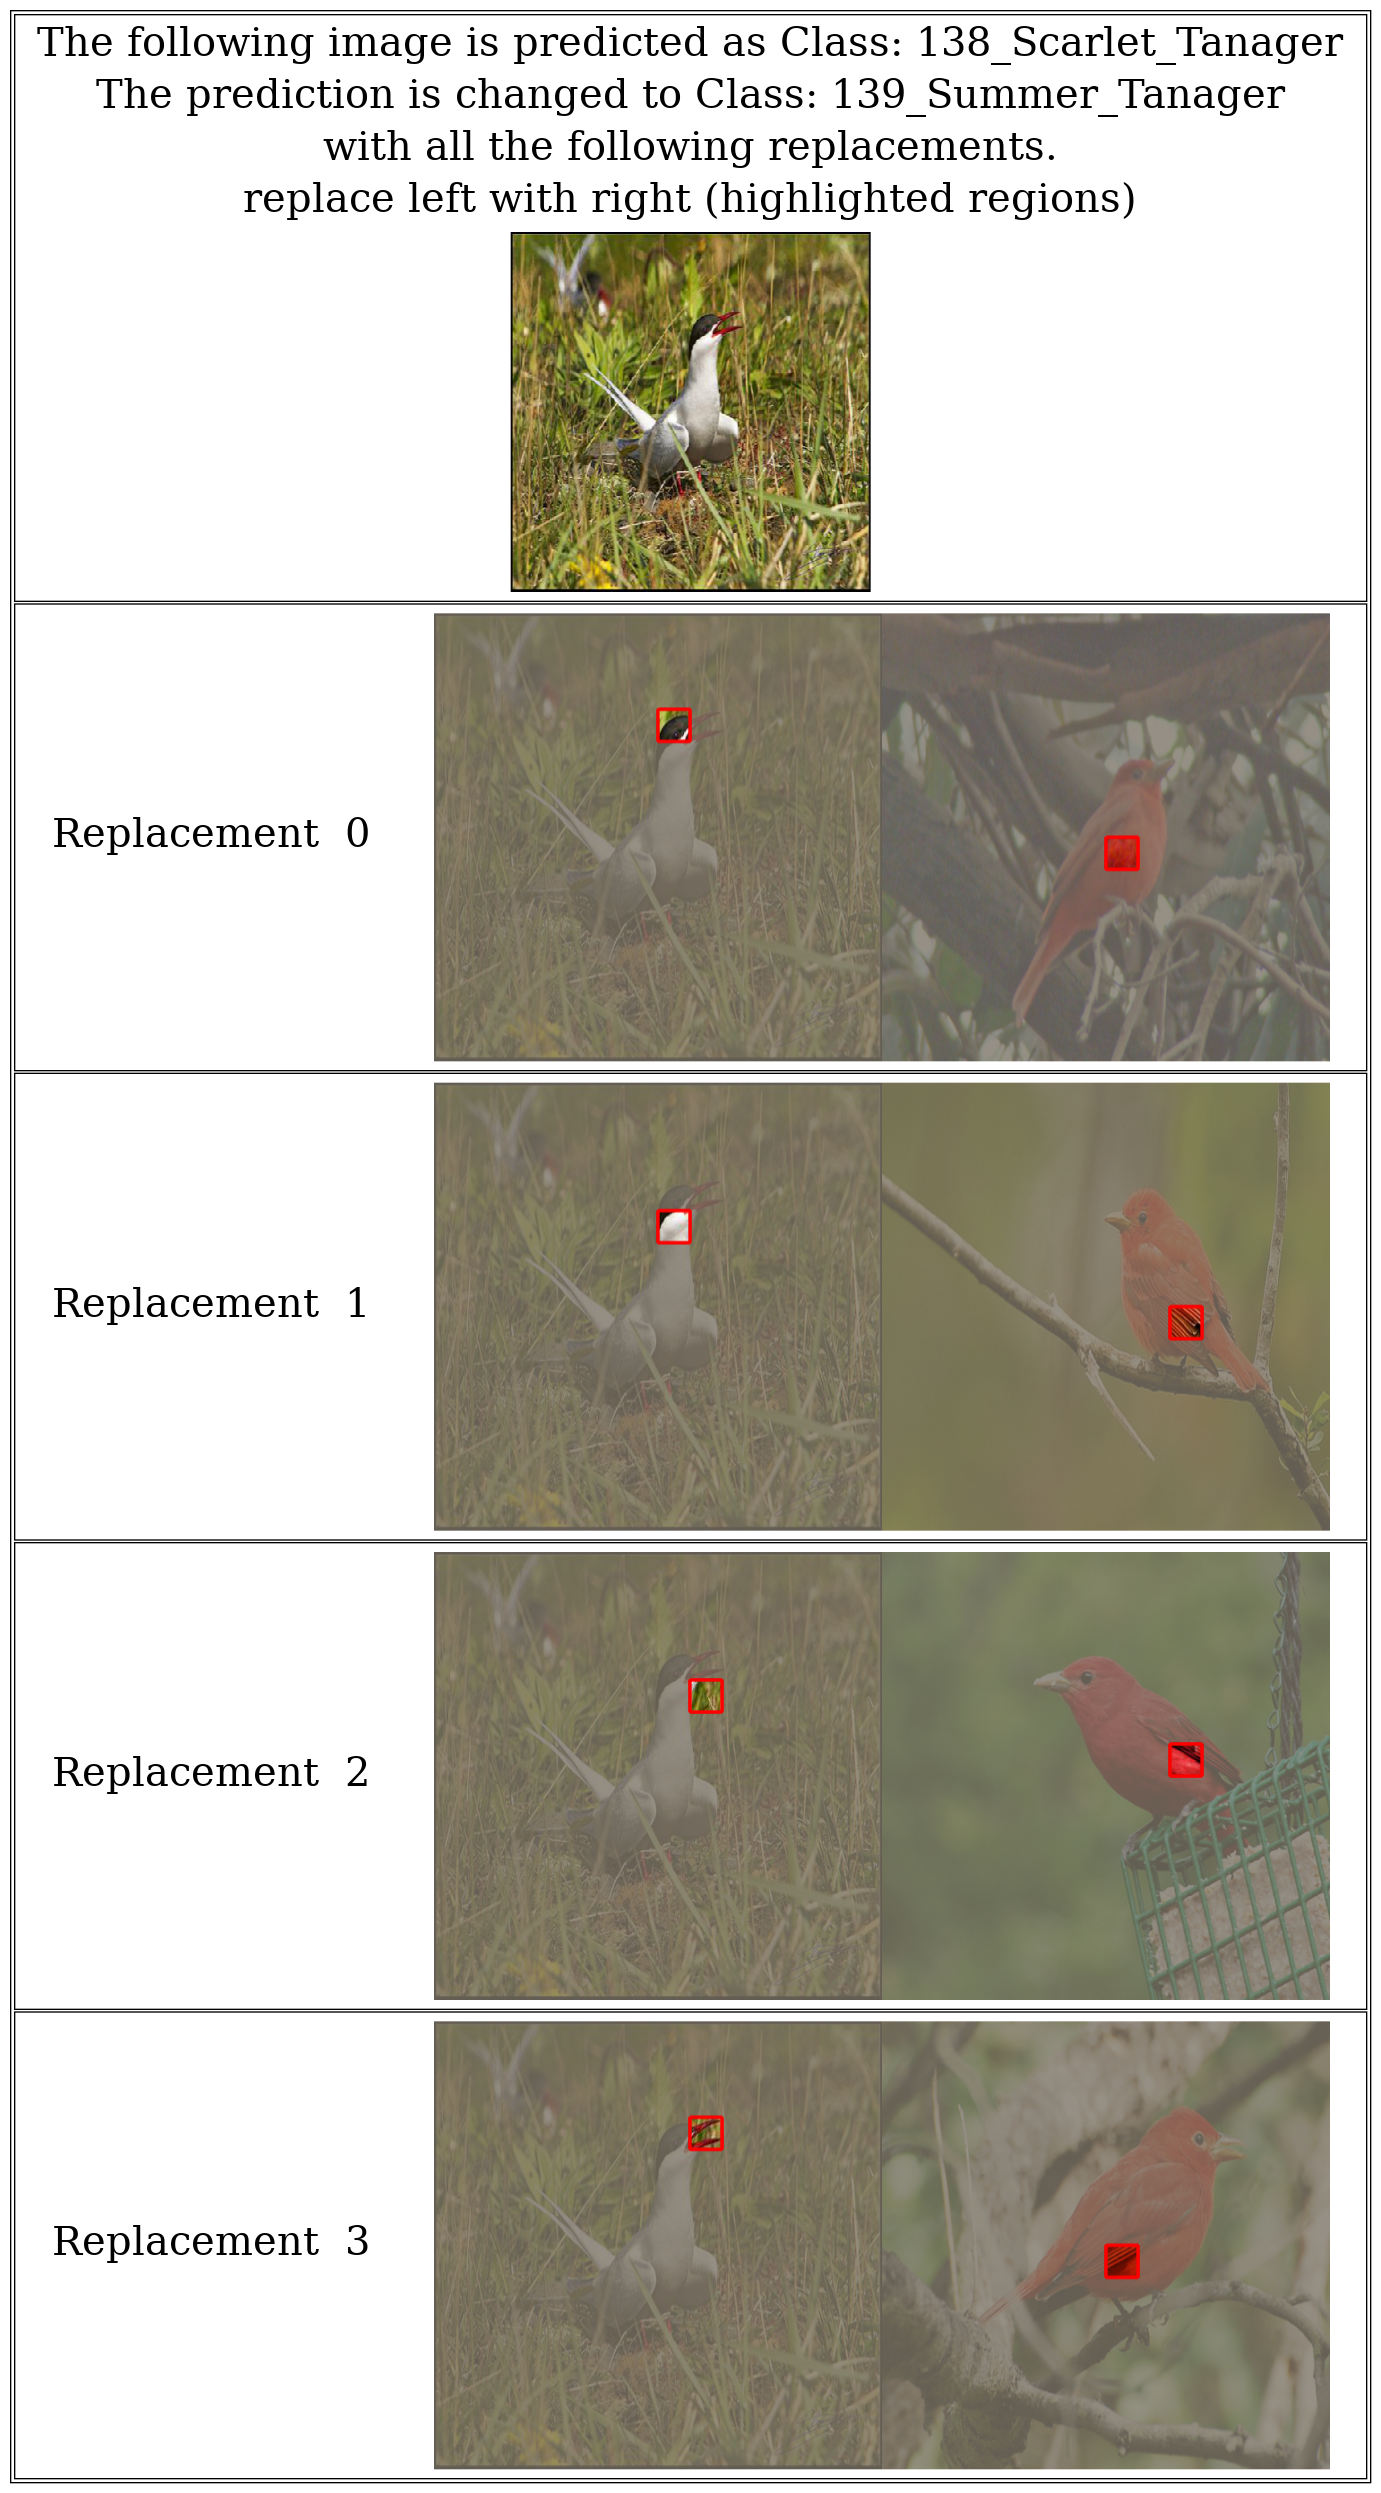 The following image is predicted as Class: 138_Scarlet_Tanager
The prediction is changed to Class: 139_Summer_Tanager
with all the following replacements.
replace left with right (highlighted regions)
Replacement 0
Replacement 1
Replacement 2
Replacement 3